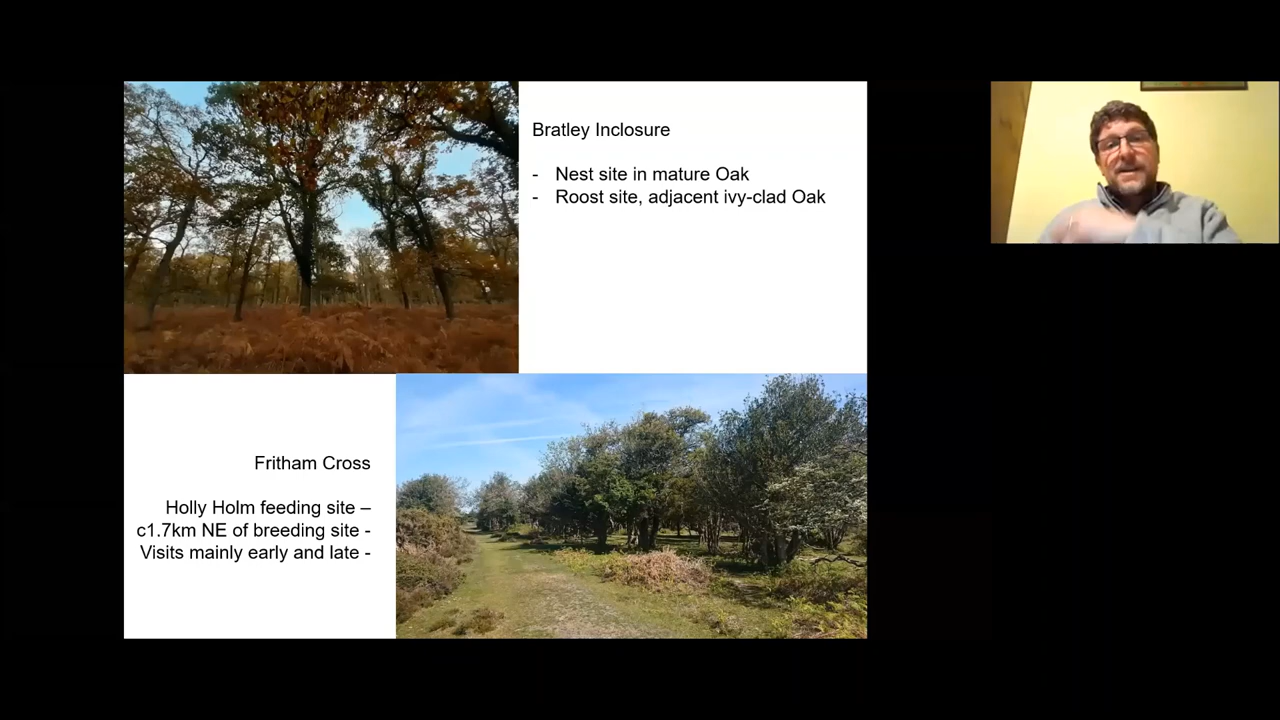 Bratley Inclosure
- Nest site in mature Oak
- Roost site, adjacent ivy-clad Oak
Fritham Cross
Holly Holm feeding site –
c1.7km NE of breeding site -
Visits mainly early and late -